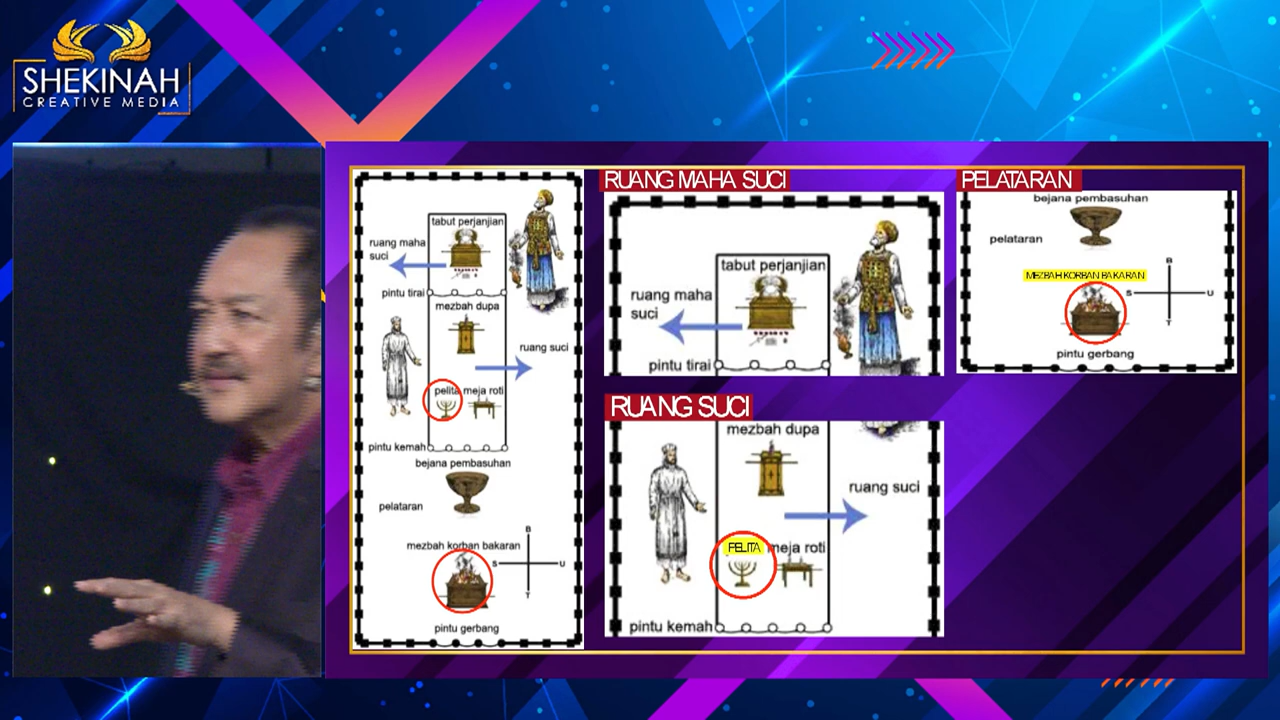 SHEKINAH
CREATIVE MEDIA
tabut perjanjian
ruang maha
suci
pintu tirai
mezbah dupa
ruang suci
pelita meja roti
pintu kemah
bejana pembasuhan
pelataran
mezbah korban bakaran
B
S U
T
pintu gerbang
RUANG MAHA SUCI
tabut perjanjian
ruang maha
suci
pintu tirai
RUANG SUCI
mezbah dupa
ruang suci
PELITA meja roti
pintu kemah
PELATARAN
bejana pembasuhan
pelataran
MEZBAH KORBAN BAKARAN
B
S U
T
pintu gerbang